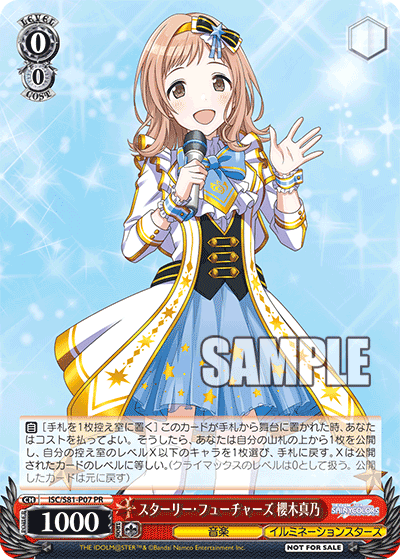 LEVEL
0
0
COST
SAMPLE
自［手札を1枚控え室に置く］このカードが手札から舞台に置かれた時、あなた
はコストを払ってよい。そうしたら、あなたは自分の山札の上から1枚を公開
し、自分の控え室のレベルX以下のキャラを1枚選び、手札に戻す。Xは公
開されたカードのレベルに等しい。（クライマックスのレベルは0として扱う。公開
したカードは元に戻す）
ISC/S81-P07 PR
1000
スターリー・フューチャーズ 櫻木真乃
SHINYCOLORS
音楽
イルミネーションスターズ
THE IDOLM@STER™ & ©Bandai Namco Entertainment Inc.
NOT FOR SALE